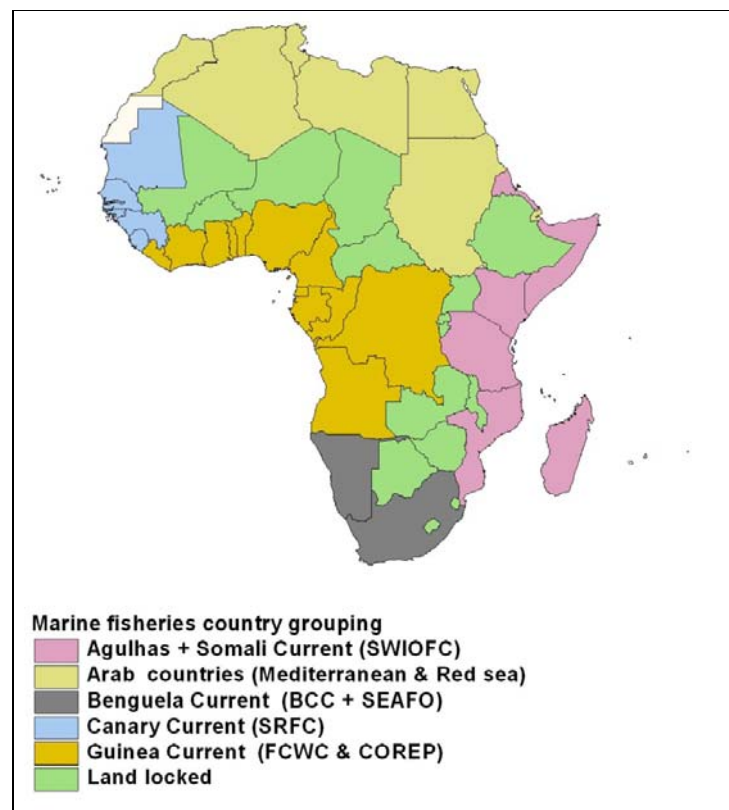 Marine fisheries country grouping
Agulhas + Somali Current (SWIOFC)
Arab countries (Mediterranean & Red sea)
Benguela Current (BCC + SEAFO)
Canary Current (SRFC)
Guinea Current (FCWC & COREP)
Land locked